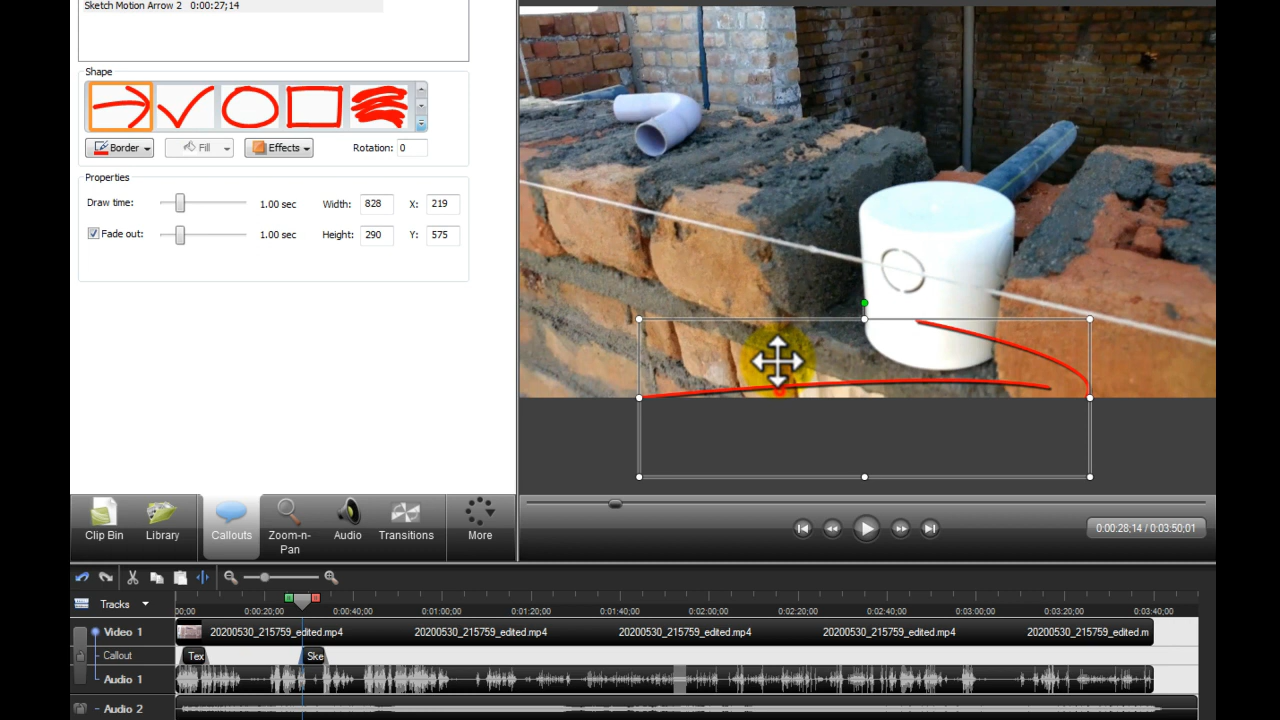 Sketch Motion Arrow 2 0:00:27;14
Shape
Border Fill Effects Rotation: 0
Properties
Draw time: 1.00 sec Width: 828 X: 219
Fade out: 1.00 sec Height: 290 Y: 575
Clip Bin Library Callouts Zoom-n-Pan Audio Transitions More
0:00:28;14 / 0:03:50;01
Tracks 00;00 0:00:20;00 0:00:40;00 0:01:00;00 0:01:20;00 0:01:40;00 0:02:00;00 0:02:20;00 0:02:40;00 0:03:00;00 0:03:20;00 0:03:40;00
Video 1 20200530_215759_edited.mp4 20200530_215759_edited.mp4 20200530_215759_edited.mp4 20200530_215759_edited.mp4 20200530_215759_edited.m
Callout Tex Ske
Audio 1
Audio 2